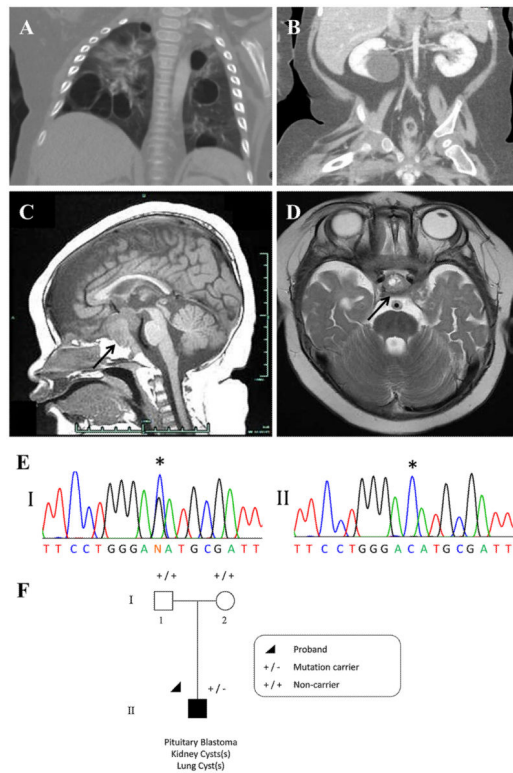 A
B
C
D
E
I
*
TTCCTGGGANATGCGATT
II
*
TTCCTGGGACATGCGATT
F
+/+
+/+
I
1
2
Proband
+/- Mutation carrier
+/+ Non-carrier
+/-
II
Pituitary Blastoma
Kidney Cysts(s)
Lung Cyst(s)